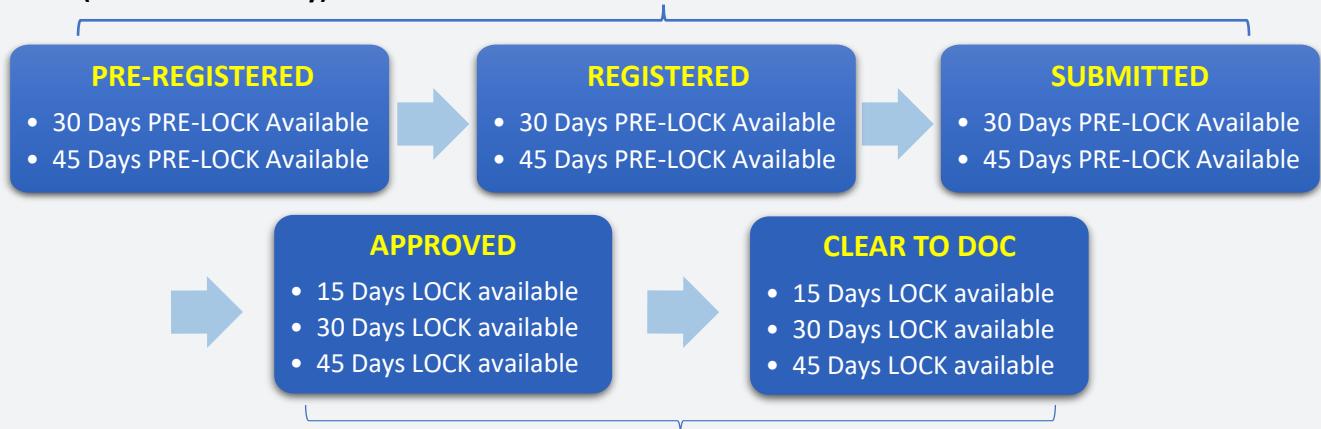 PRE-REGISTERED
• 30 Days PRE-LOCK Available
• 45 Days PRE-LOCK Available
REGISTERED
• 30 Days PRE-LOCK Available
• 45 Days PRE-LOCK Available
SUBMITTED
• 30 Days PRE-LOCK Available
• 45 Days PRE-LOCK Available
APPROVED
• 15 Days LOCK available
• 30 Days LOCK available
• 45 Days LOCK available
CLEAR TO DOC
• 15 Days LOCK available
• 30 Days LOCK available
• 45 Days LOCK available